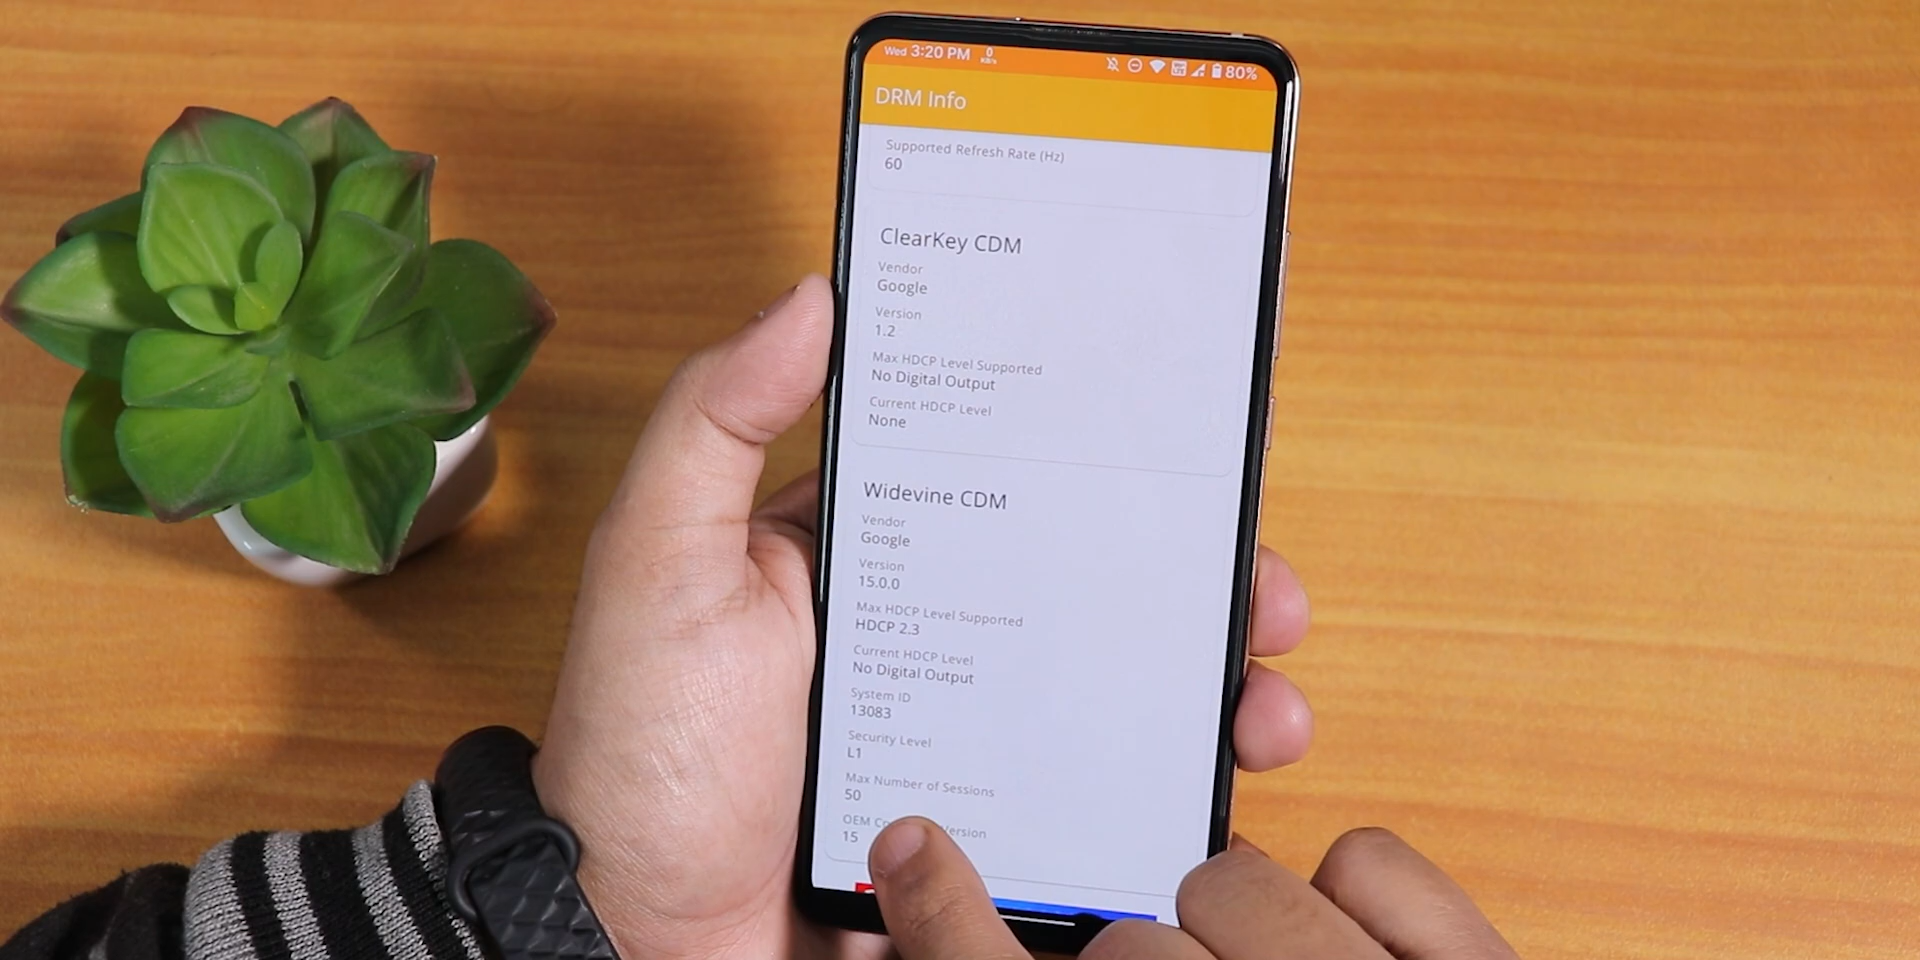 Wed 3:20 PM 0 KB/s 80%
DRM Info
Supported Refresh Rate (Hz)
60
ClearKey CDM
Vendor
Google
Version
1.2
Max HDCP Level Supported
No Digital Output
Current HDCP Level
None
Widevine CDM
Vendor
Google
Version
15.0.0
Max HDCP Level Supported
HDCP 2.3
Current HDCP Level
No Digital Output
System ID
13083
Security Level
L1
Max Number of Sessions
50
OEM Version
15